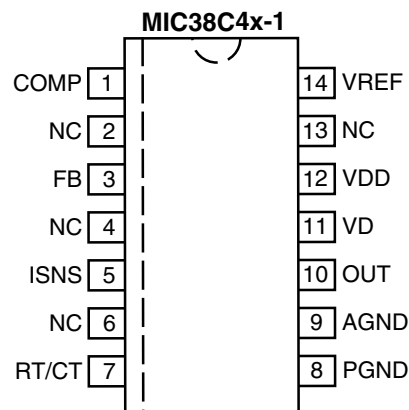 MIC38C4x-1
COMP 1 14 VREF
NC 2 13 NC
FB 3 12 VDD
NC 4 11 VD
ISNS 5 10 OUT
NC 6 9 AGND
RT/CT 7 8 PGND